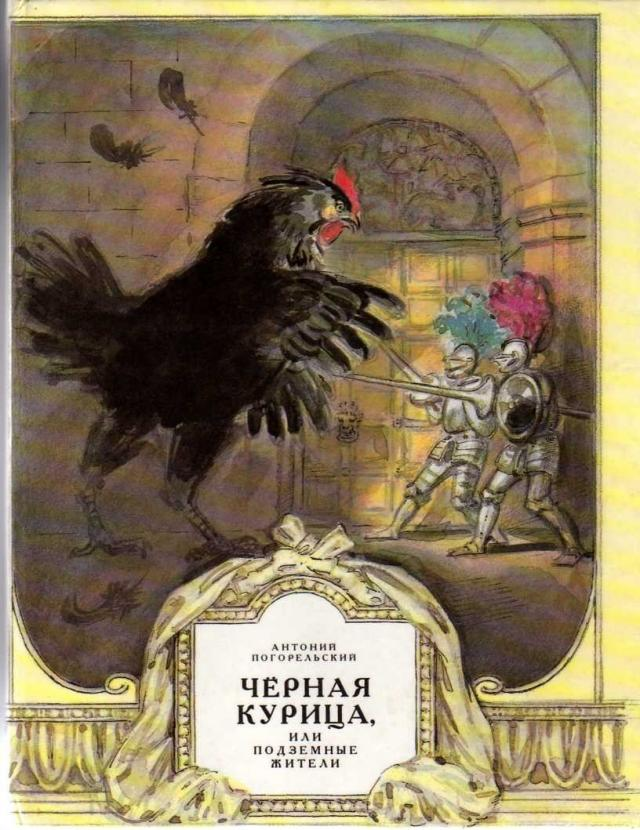 АНТОНИЙ
ПОГОРЕЛЬСКИЙ
ЧЁРНАЯ
КУРИЦА,
ИЛИ
ПОДЗЕМНЫЕ
ЖИТЕЛИ